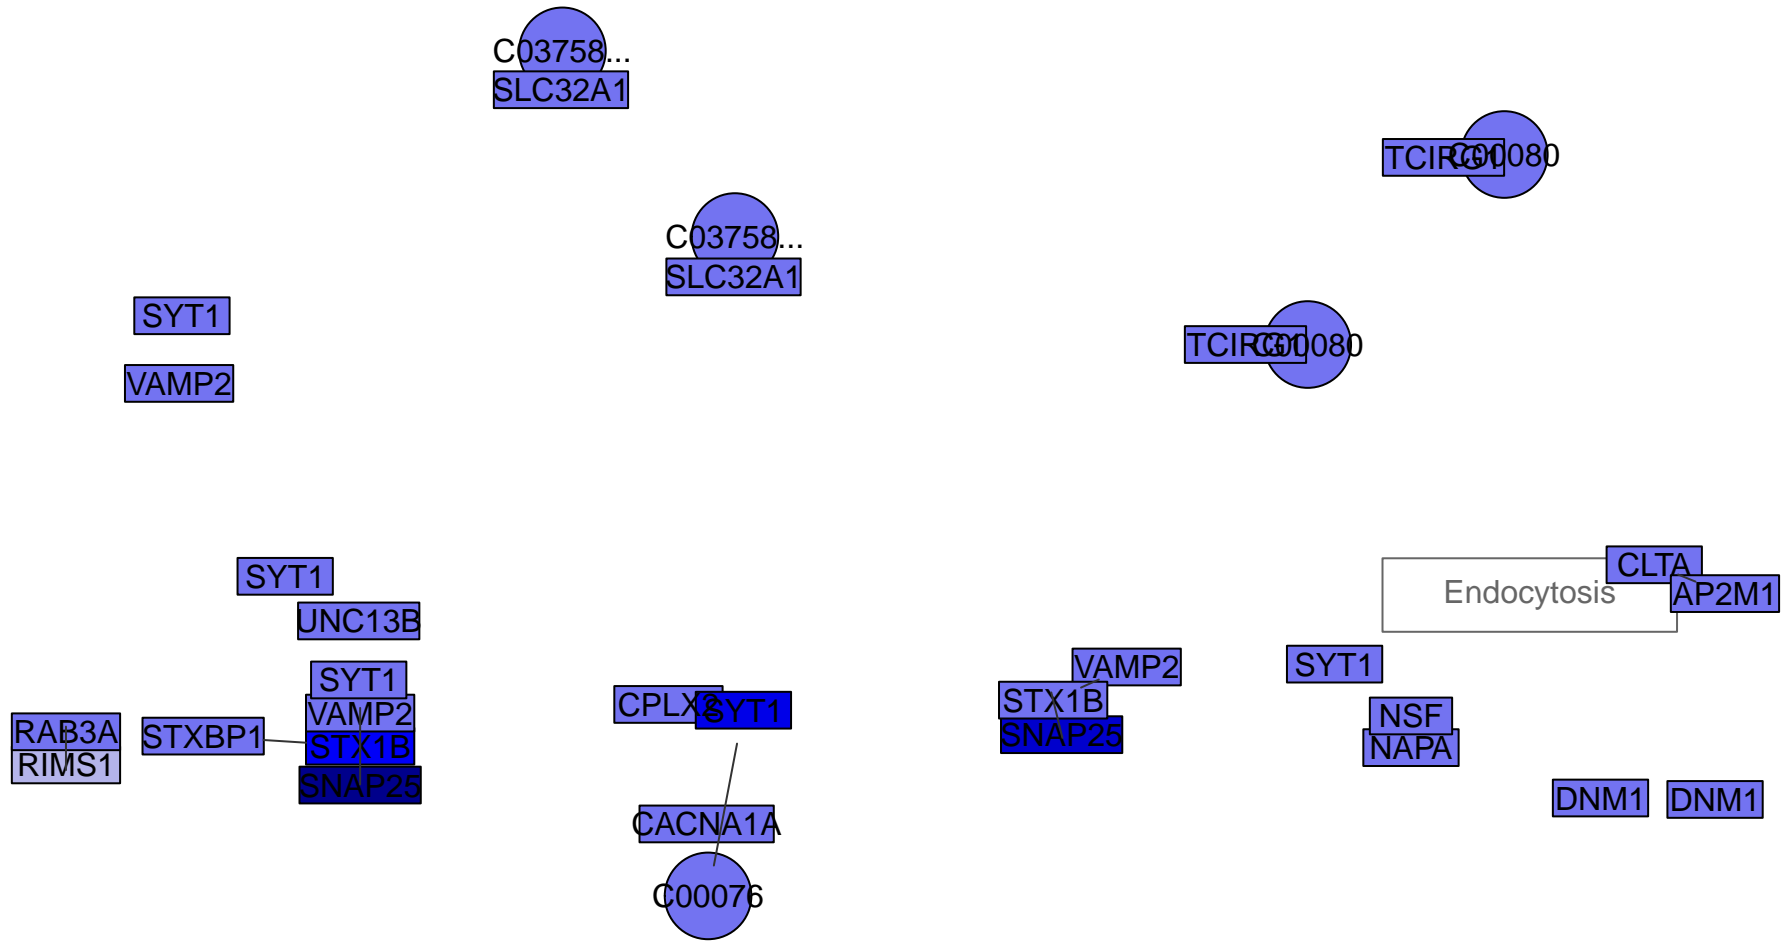 C03758...
SLC32A1
TCIRG1
C00080
C03758...
SLC32A1
SYT1
TCIRG1
C00080
VAMP2
SYT1
UNC13B
CLTA
Endocytosis
AP2M1
SYT1
VAMP2
STX1B
SNAP25
RAB3A
RIMS1
STXBP1
CPLX2
SYT1
VAMP2
STX1B
SNAP25
SYT1
NSF
NAPA
DNM1
DNM1
CACNA1A
C00076